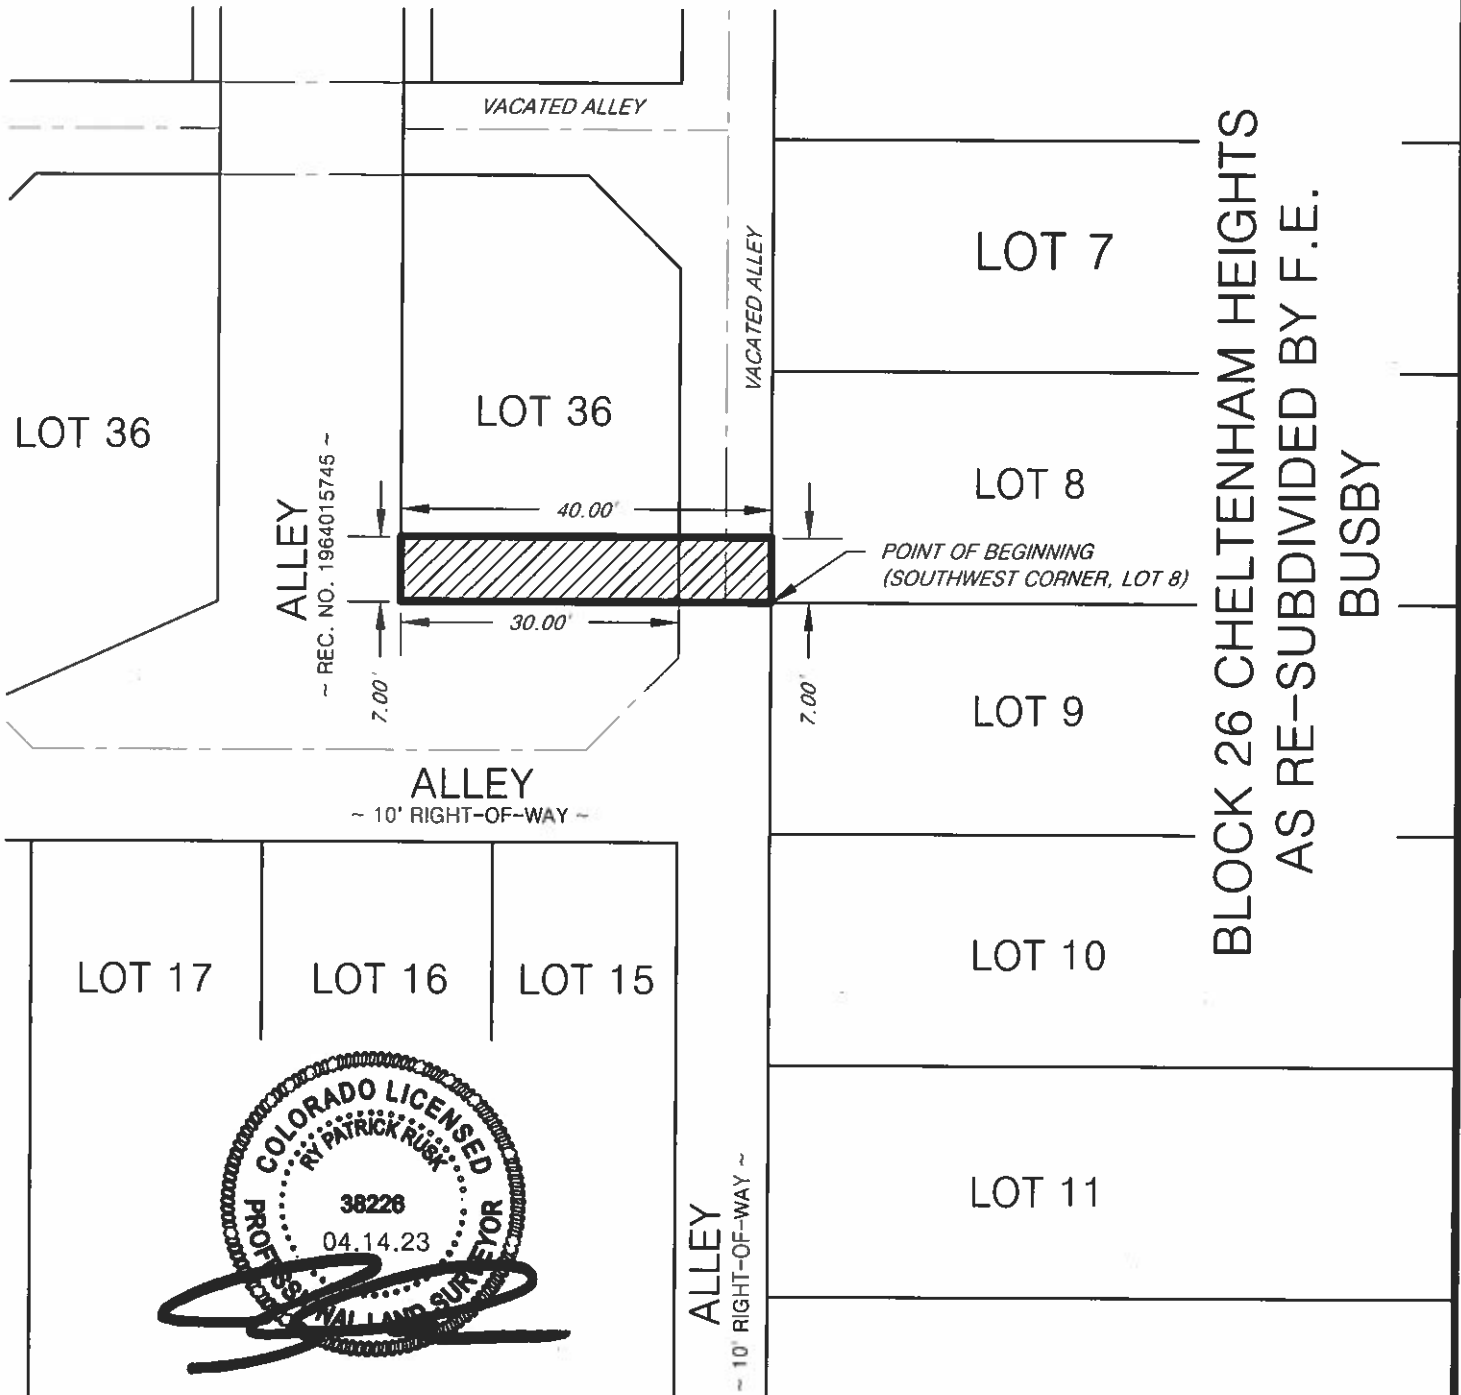 VACATED ALLEY
VACATED ALLEY
LOT 7
LOT 36
LOT 36
LOT 8
ALLEY
~ REC. NO. 1964015745 ~
40.00'
POINT OF BEGINNING
(SOUTHWEST CORNER, LOT 8)
30.00'
7.00'
7.00'
LOT 9
ALLEY
~ 10' RIGHT-OF-WAY ~
BLOCK 26 CHELTENHAM HEIGHTS
AS RE-SUBDIVIDED BY F.E.
BUSBY
LOT 17
LOT 16
LOT 15
LOT 10
COLORADO LICENSED
RY PATRICK RUSK
38226
04.14.23
LAND SURVEYOR
ALLEY
~ 10' RIGHT-OF-WAY ~
LOT 11